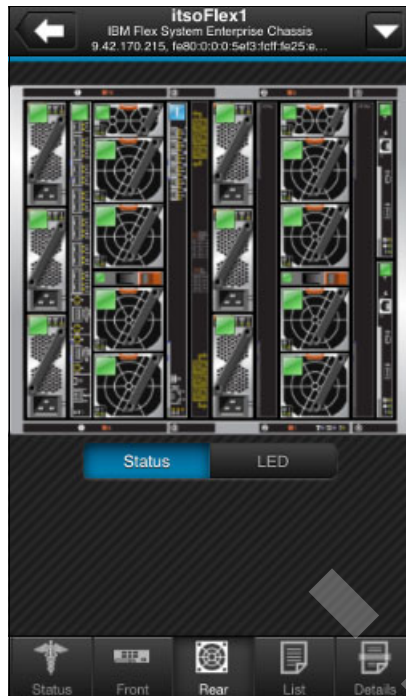 itsoFlex1
IBM Flex System Enterprise Chassis
9.42.170.215, fe80:0:0:0:5ef3:fcff:fe25:e...
Status
LED
Status
Front
Rear
List
Details